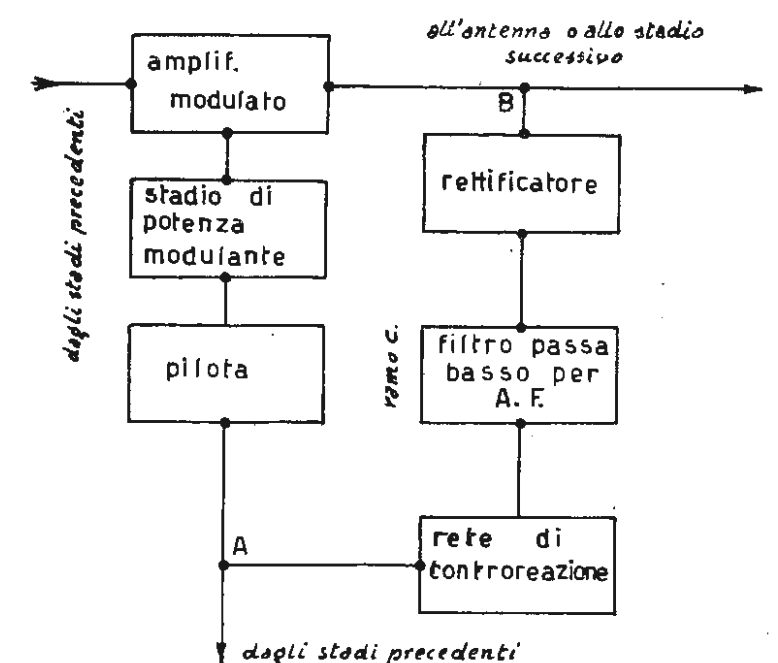 all'antenna o allo stadio
successivo
amplif.
modulato
B
dagli stadi precedenti
stadio di
potenza
modulante
rettificatore
pilota
ramo C.
filtro passa
basso per
A. F.
A
rete di
controreazione
dagli stadi precedenti